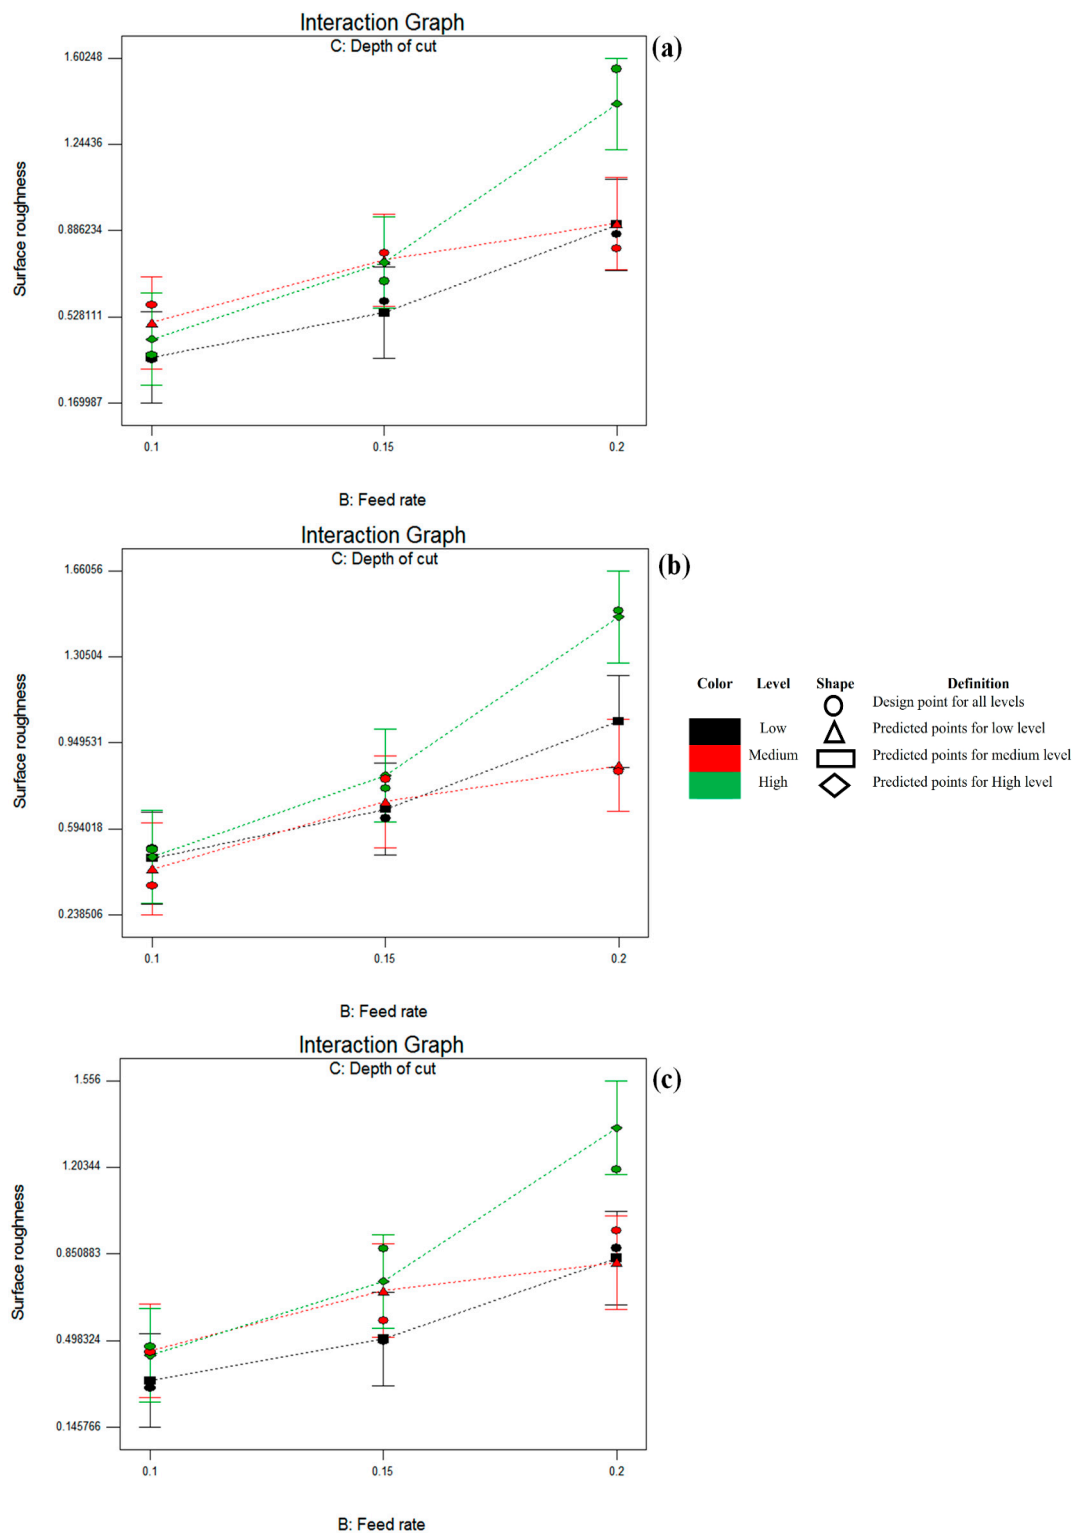 Interaction Graph
C: Depth of cut
(a)
1.60248
1.24436
0.886234
0.528111
0.169987
Surface roughness
0.1
0.15
0.2
B: Feed rate
Interaction Graph
C: Depth of cut
(b)
1.66056
1.30504
0.949531
0.594018
0.238506
Surface roughness
0.1
0.15
0.2
B: Feed rate
Color Level Shape Definition
Design point for all levels
Low Predicted points for low level
Medium Predicted points for medium level
High Predicted points for High level
Interaction Graph
C: Depth of cut
(c)
1.556
1.20344
0.850883
0.498324
0.145766
Surface roughness
0.1
0.15
0.2
B: Feed rate